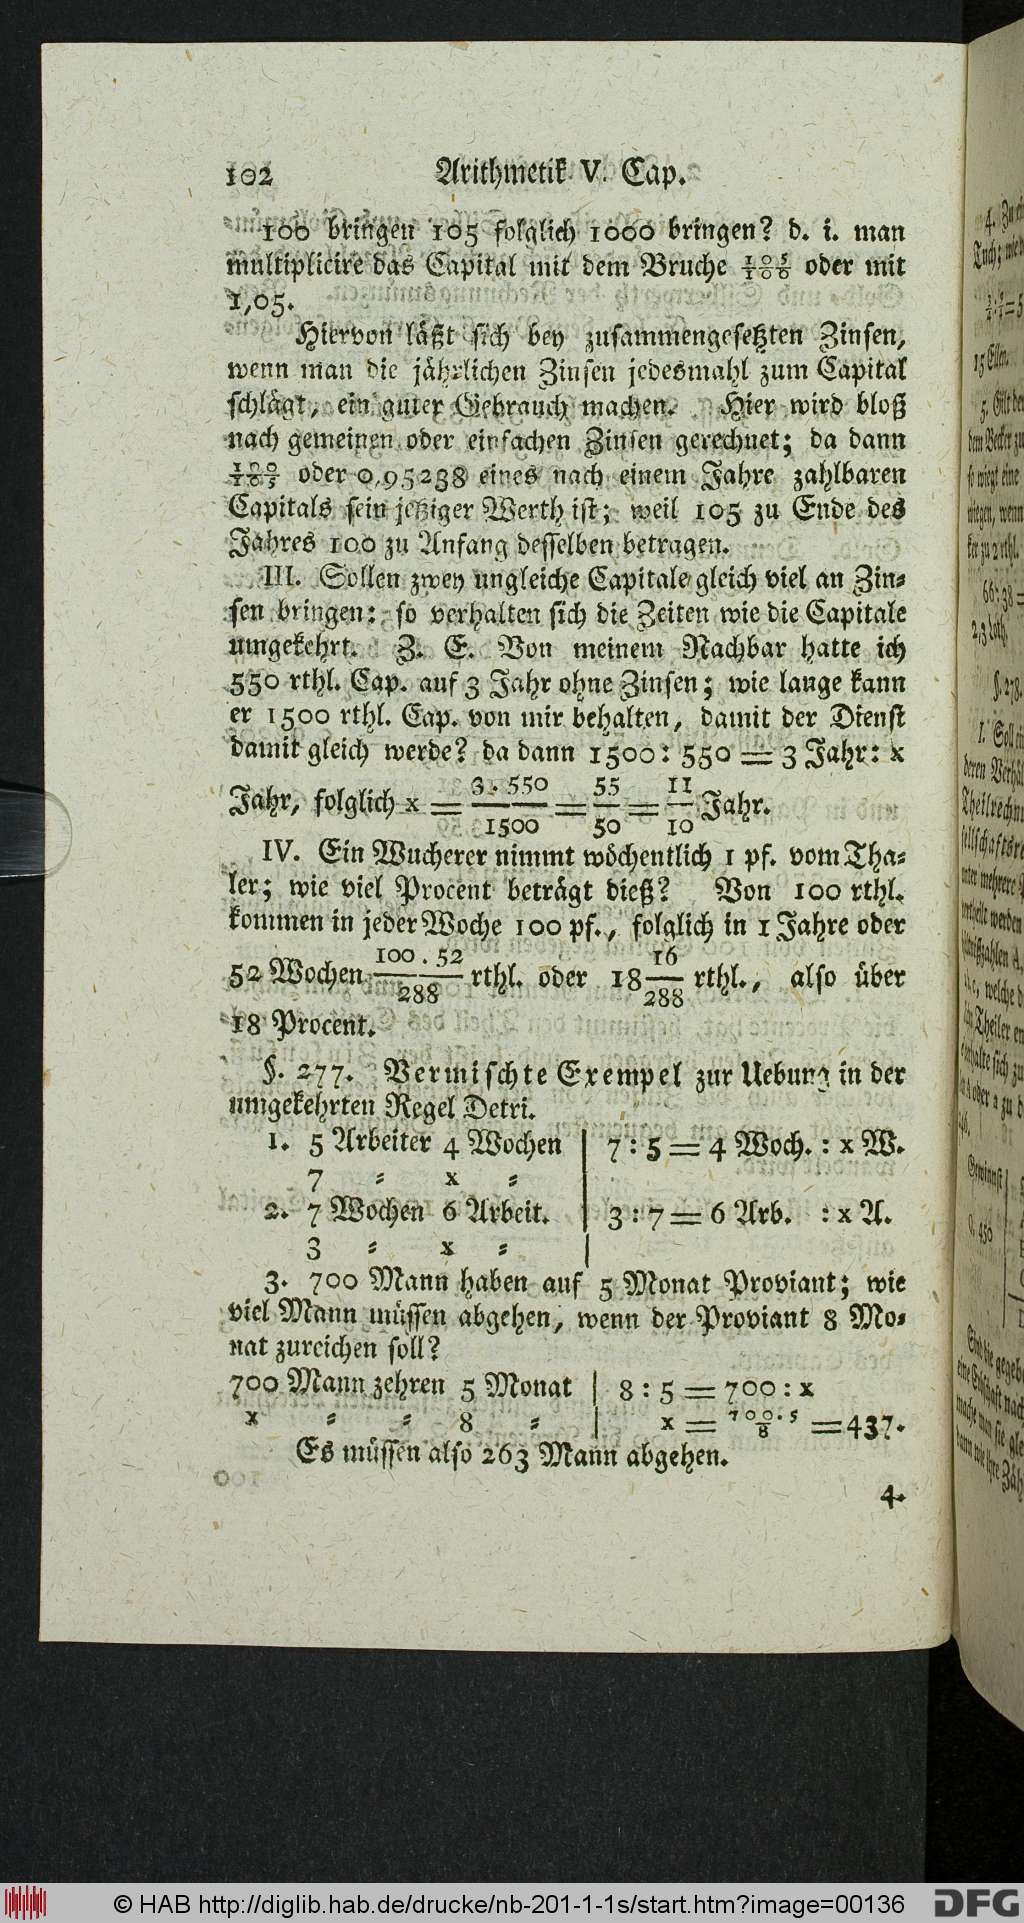 102 Arithmetik V. Cap.
100 bringen 105 folglich 1000 bringen? d. i. man
multiplicire das Capital mit dem Bruche 105/100 oder mit
1,05.
Hiervon läßt sich bey zusammengesetzten Zinsen,
wenn man die jährlichen Zinsen jedesmahl zum Capital
schlägt, ein guter Gebrauch machen. Hier wird bloß
nach gemeinen oder einfachen Zinsen gerechnet; da dann
100/105 oder 0,95238 eines nach einem Jahre zahlbaren
Capitals sein jetziger Werth ist; weil 105 zu Ende des
Jahres 100 zu Anfang desselben betragen.
III. Sollen zwey ungleiche Capitale gleich viel an Zin⸗
sen bringen: so verhalten sich die Zeiten wie die Capitale
umgekehrt. Z. E. Von meinem Nachbar hatte ich
550 rthl. Cap. auf 3 Jahr ohne Zinsen; wie lange kann
er 1500 rthl. Cap. von mir behalten, damit der Dienst
damit gleich werde? da dann 1500 : 550 = 3 Jahr : x
Jahr, folglich x = 3 . 550/1500 = 55/50 = 11/10 Jahr.
IV. Ein Wucherer nimmt wöchentlich 1 pf. vom Tha⸗
ler; wie viel Procent beträgt dieß? Von 100 rthl.
kommen in jeder Woche 100 pf., folglich in 1 Jahre oder
52 Wochen 100 . 52/288 rthl. oder 18 16/288 rthl., also über
18 Procent.
§. 277. Vermischte Exempel zur Uebung in der
umgekehrten Regel Detri.
1. 5 Arbeiter 4 Wochen | 7 : 5 = 4 Woch. : x W.
7 ⸗ x ⸗
2. 7 Wochen 6 Arbeit. | 3 : 7 = 6 Arb. : x A.
3 ⸗ x ⸗ |
3. 700 Mann haben auf 5 Monat Proviant; wie
viel Mann müssen abgehen, wenn der Proviant 8 Mo⸗
nat zureichen soll?
700 Mann zehren 5 Monat | 8 : 5 = 700 : x
x ⸗ ⸗ 8 ⸗ | x = 700.5/8 = 437.
Es müssen also 263 Mann abgehen.
4.
© HAB http://diglib.hab.de/drucke/nb-201-1-1s/start.htm?image=00136
DFG